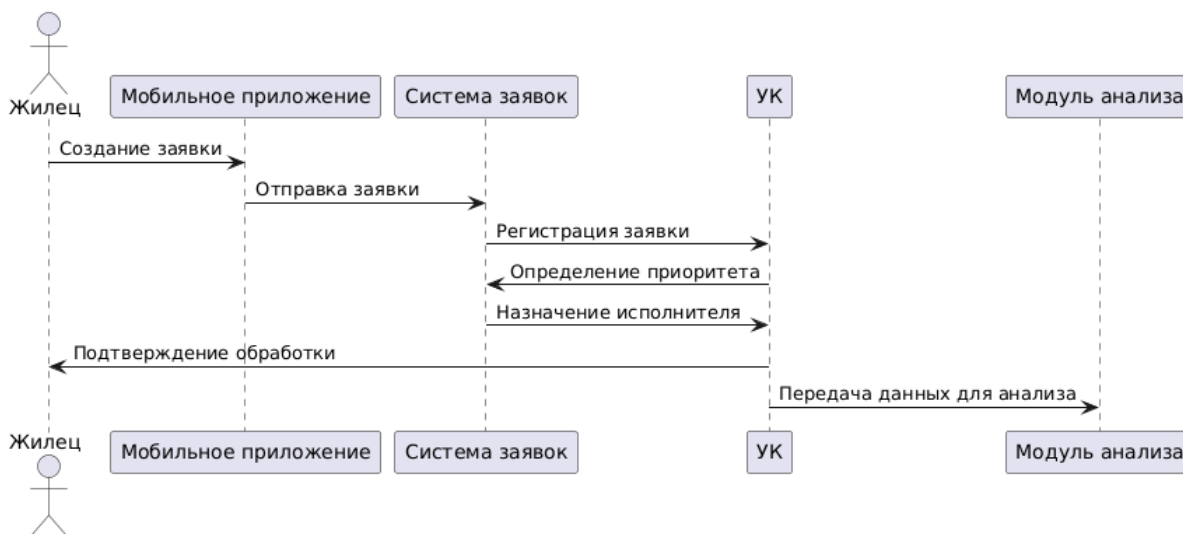 Жилец
Мобильное приложение
Система заявок
УК
Модуль анализа
Создание заявки
Отправка заявки
Регистрация заявки
Определение приоритета
Назначение исполнителя
Подтверждение обработки
Передача данных для анализа
Жилец
Мобильное приложение
Система заявок
УК
Модуль анализа